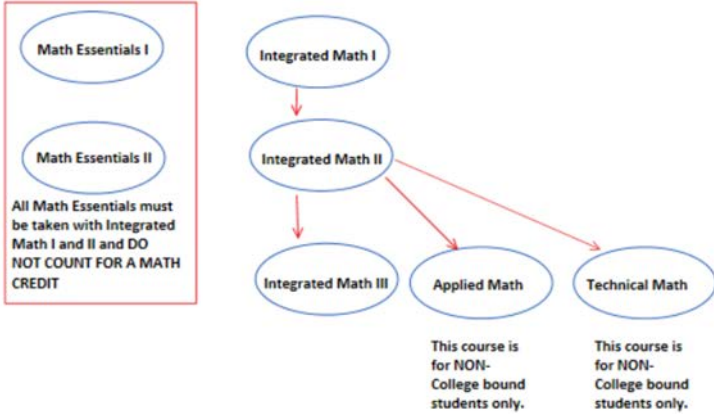 Math Essentials I
Integrated Math I
Math Essentials II
Integrated Math II
All Math Essentials must
be taken with Integrated
Math I and II and DO
NOT COUNT FOR A MATH
CREDIT
Integrated Math III
Applied Math
Technical Math
This course is
for NON-
College bound
students only.
This course is
for NON-
College bound
students only.